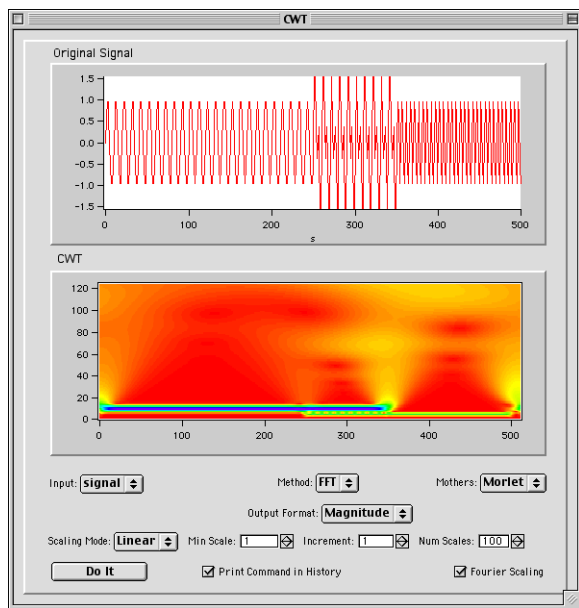 CWT
Original Signal
1.5
1.0
0.5
0.0
-0.5
-1.0
-1.5
0 100 200 300 400 500
s
CWT
120
100
80
60
40
20
0
0 100 200 300 400 500
Input: signal Method: FFT Mothers: Morlet
Output Format: Magnitude
Scaling Mode: Linear Min Scale: 1 Increment: 1 Num Scales: 100
Do It Print Command in History Fourier Scaling